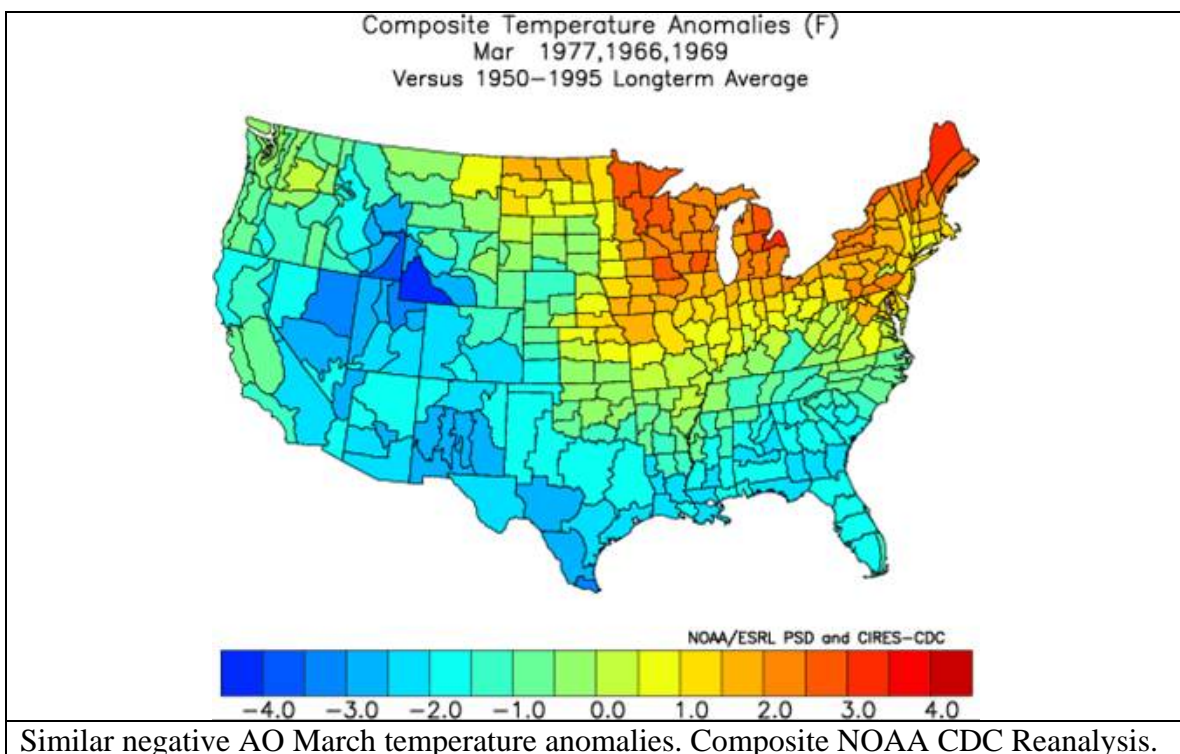 Composite Temperature Anomalies (F)
Mar 1977,1966,1969
Versus 1950-1995 Longterm Average
NOAA/ESRL PSD and CIRES-CDC
-4.0 -3.0 -2.0 -1.0 0.0 1.0 2.0 3.0 4.0
Similar negative AO March temperature anomalies. Composite NOAA CDC Reanalysis.